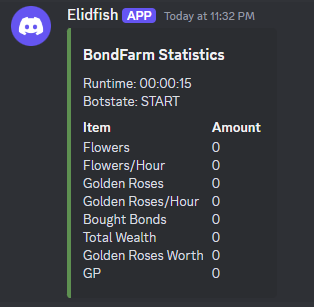 Elidfish APP Today at 11:32 PM
BondFarm Statistics
Runtime: 00:00:15
Botstate: START
Item Amount
Flowers 0
Flowers/Hour 0
Golden Roses 0
Golden Roses/Hour 0
Bought Bonds 0
Total Wealth 0
Golden Roses Worth 0
GP 0